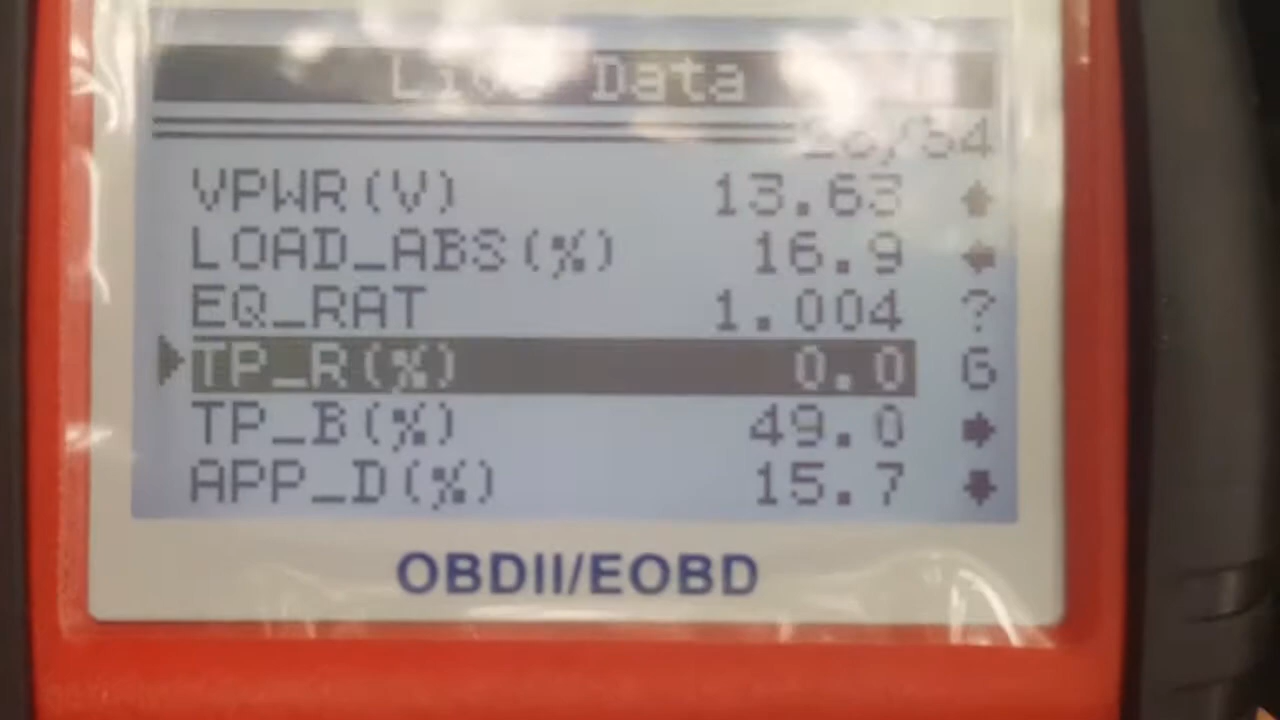 Live Data
VPWR(V) 13.63
LOAD_ABS(%) 16.9
EQ_RAT 1.004 ?
TP_R(%) 0.0 G
TP_B(%) 49.0
APP_D(%) 15.7
OBDII/EOBD